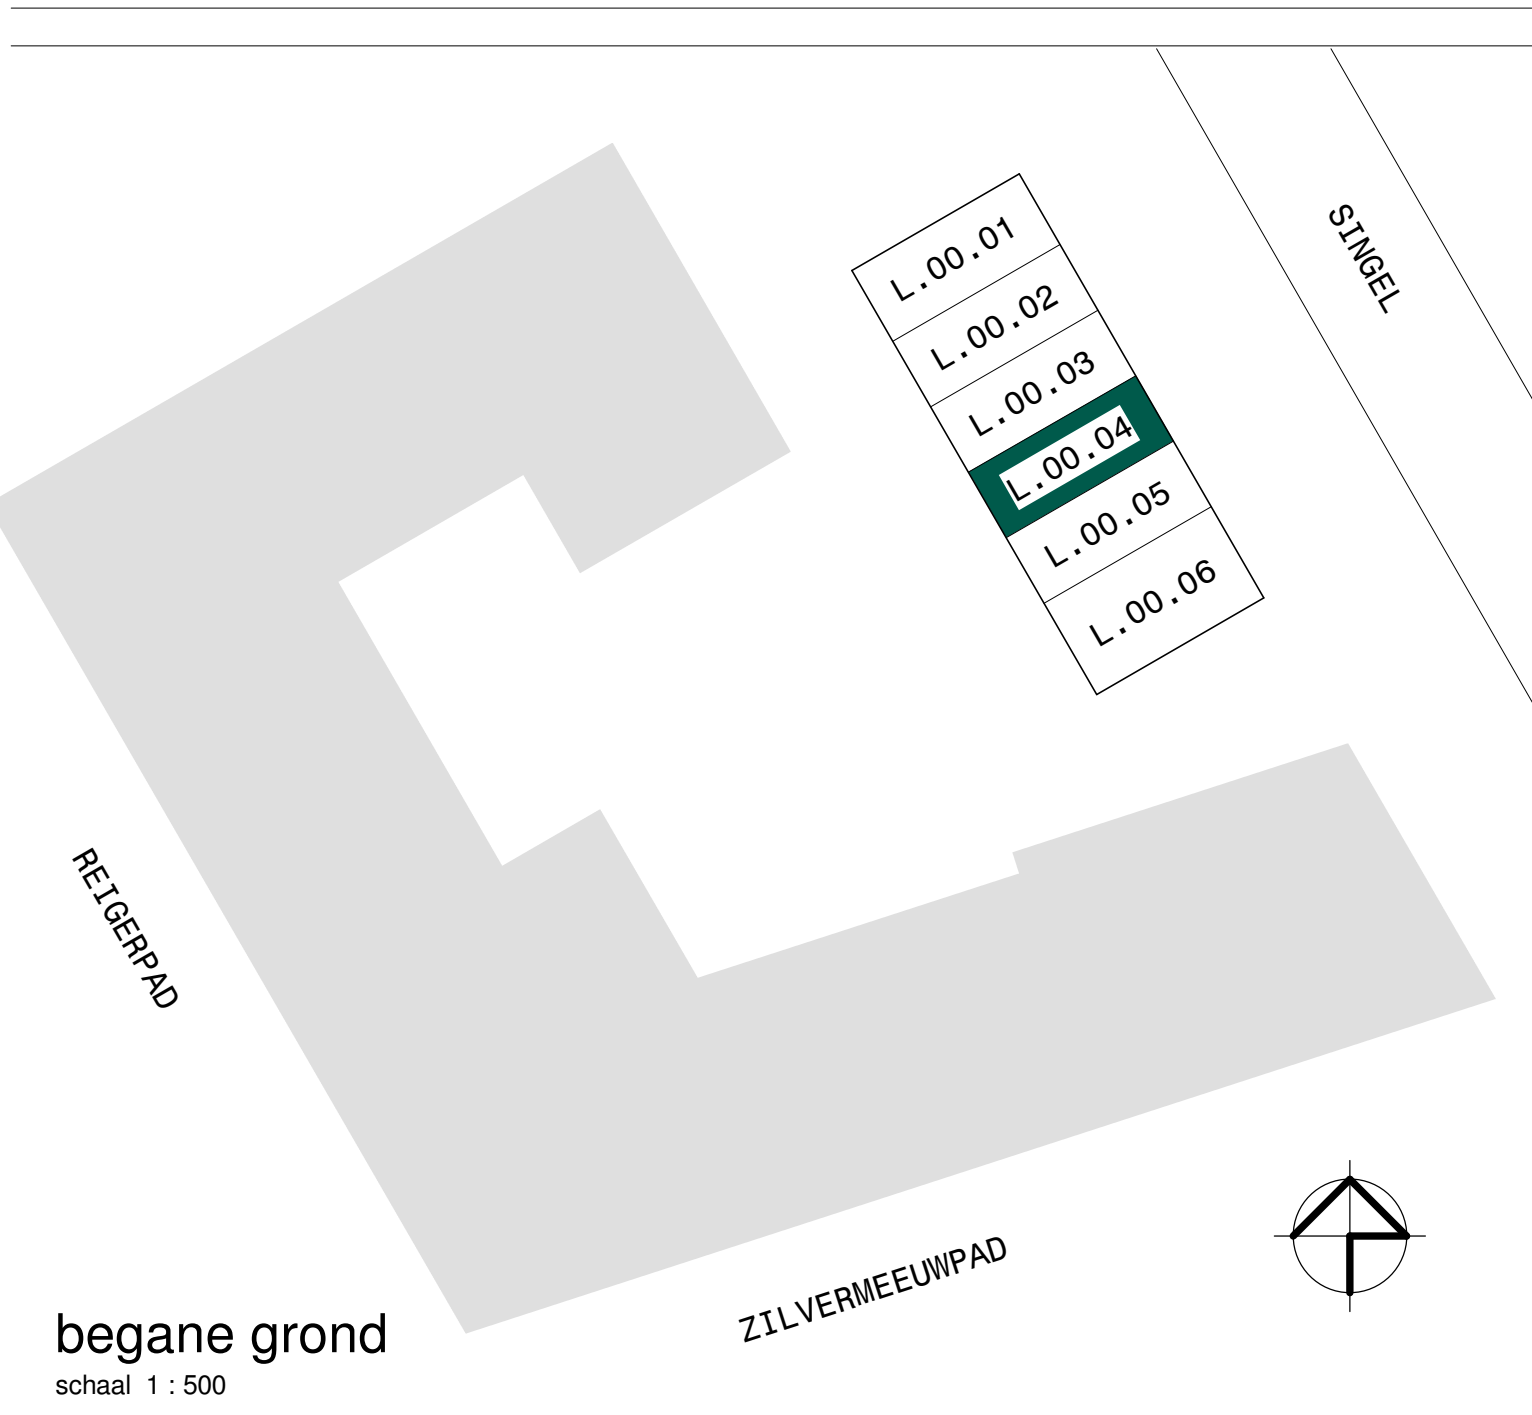 SINGEL
L.00.01
L.00.02
L.00.03
L.00.04
L.00.05
L.00.06
REIGERPAD
ZILVERMEEUWPAD
begane grond
schaal 1 : 500